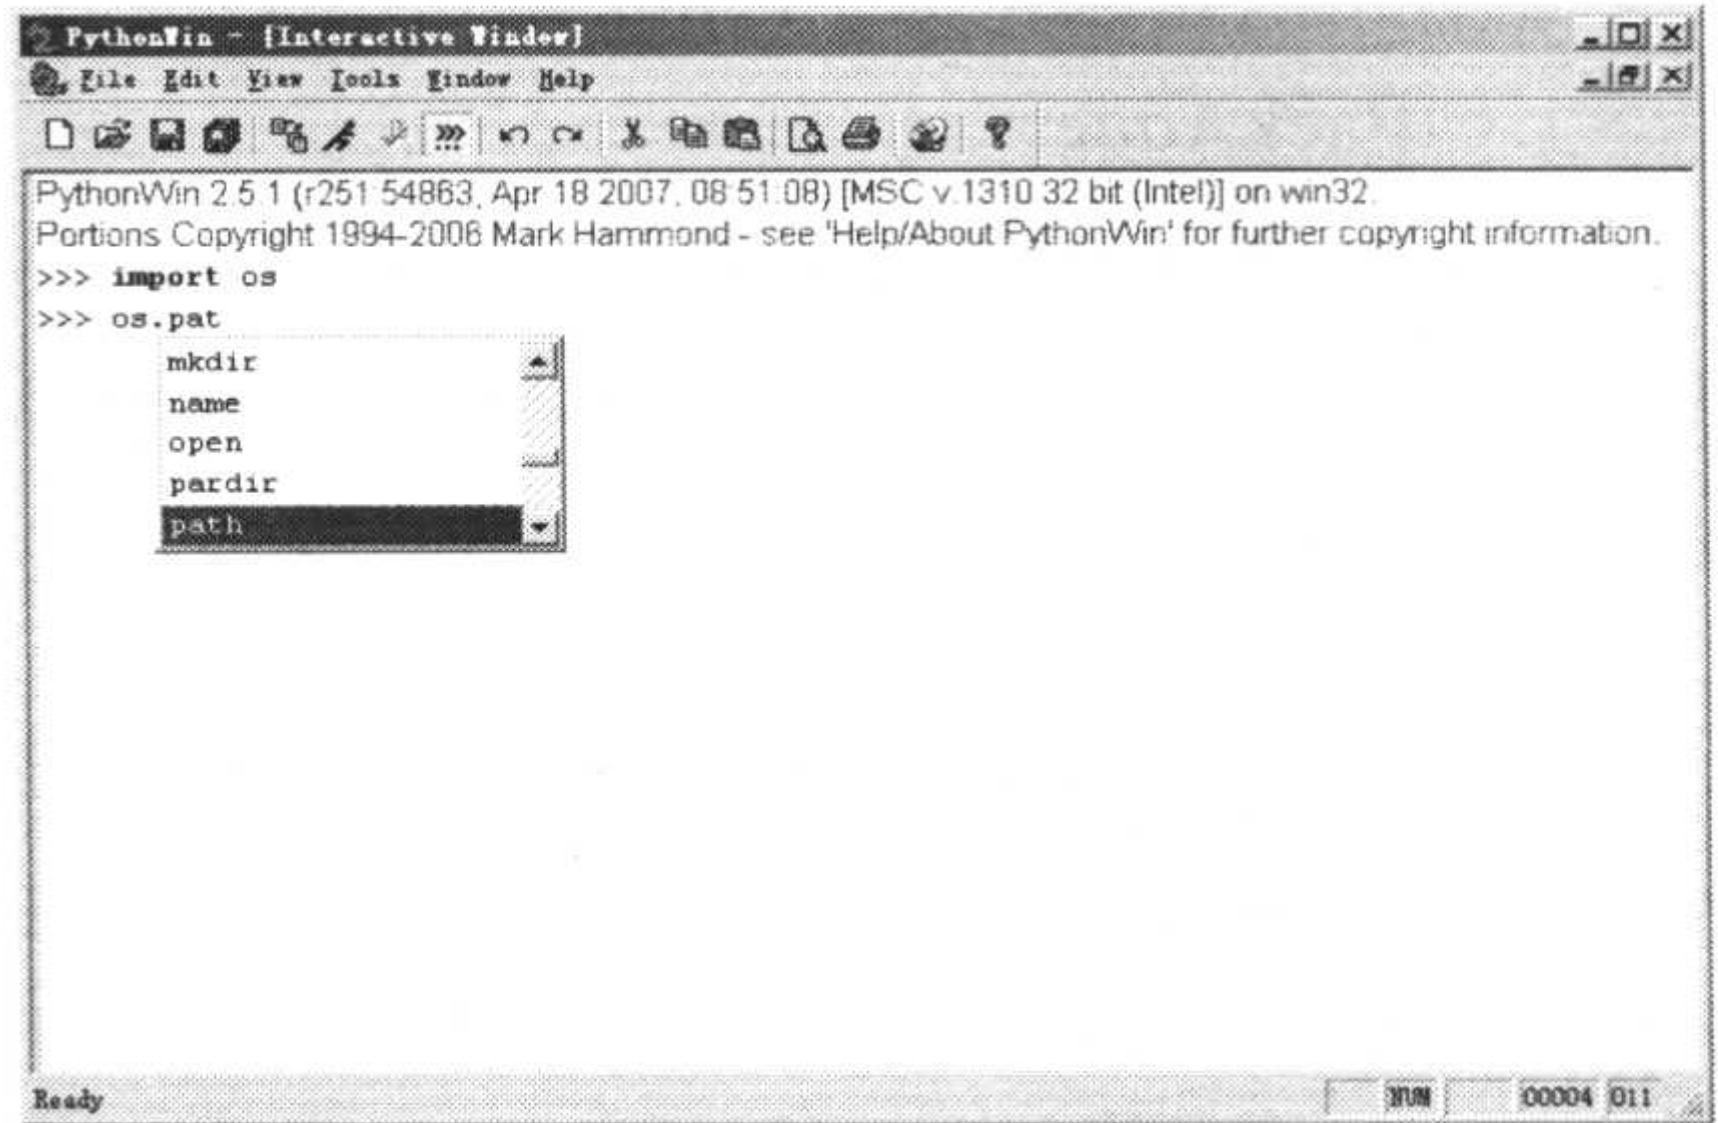 PythonWin - [Interactive Window]
File Edit View Tools Window Help
PythonWin 2.5.1 (r251:54863, Apr 18 2007, 08:51:08) [MSC v.1310 32 bit (Intel)] on win32.
Portions Copyright 1994-2006 Mark Hammond - see 'Help/About PythonWin' for further copyright information.
>>> import os
>>> os.pat
mkdir
name
open
pardir
path
Ready NUM 00004 011